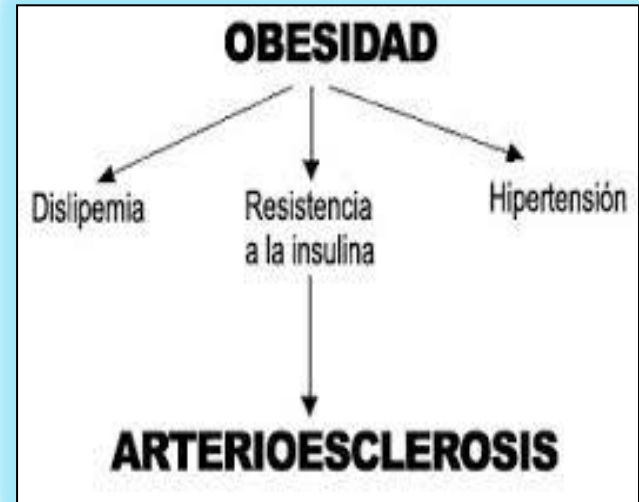 OBESIDAD
Dislipemia
Resistencia
a la insulina
Hipertensión
ARTERIOESCLEROSIS